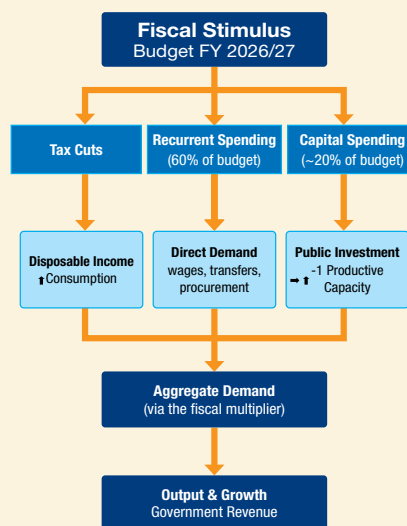 Fiscal Stimulus
Budget FY 2026/27
Tax Cuts
Recurrent Spending
(60% of budget)
Capital Spending
(~20% of budget)
Disposable Income
⬆Consumption
Direct Demand
wages, transfers,
procurement
Public Investment
➡⬆-1 Productive
Capacity
Aggregate Demand
(via the fiscal multiplier)
Output & Growth
Government Revenue